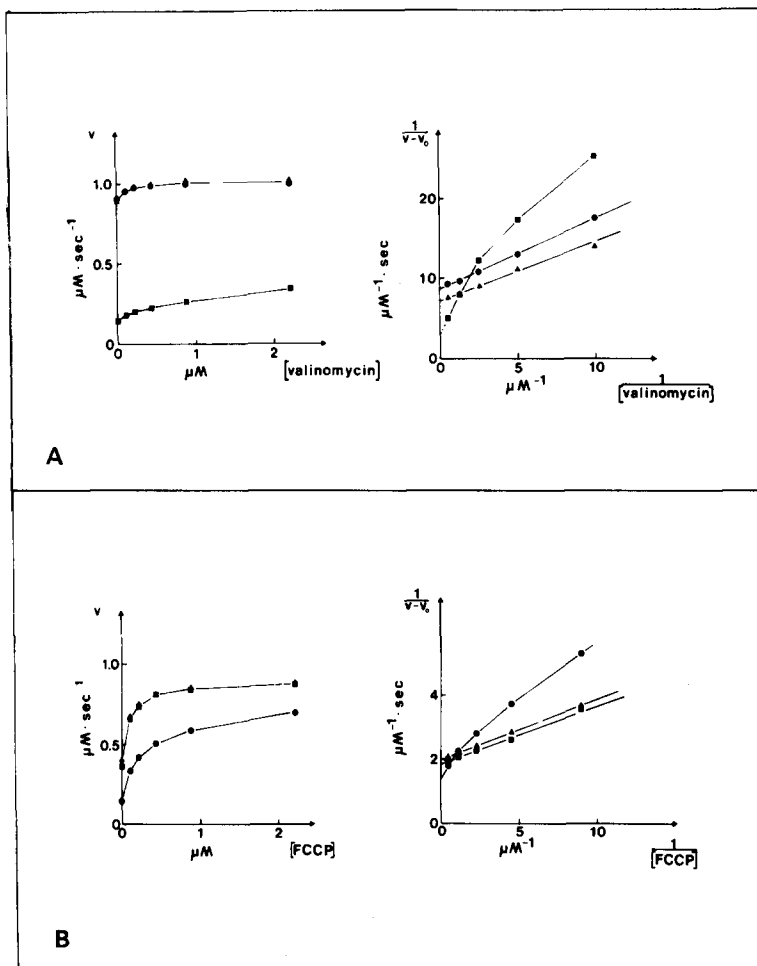 v
μM · sec⁻¹
1.0
0.5
0
0 1 2
μM [valinomycin]
1
v-v₀
μM⁻¹ · sec
20
10
0
0 5 10
μM⁻¹
1
[valinomycin]
A
v
μM · sec⁻¹
1.0
0.5
0
0 1 2
μM [FCCP]
1
v-v₀
μM⁻¹ · sec
4
2
0
0 5 10
μM⁻¹
1
[FCCP]
B